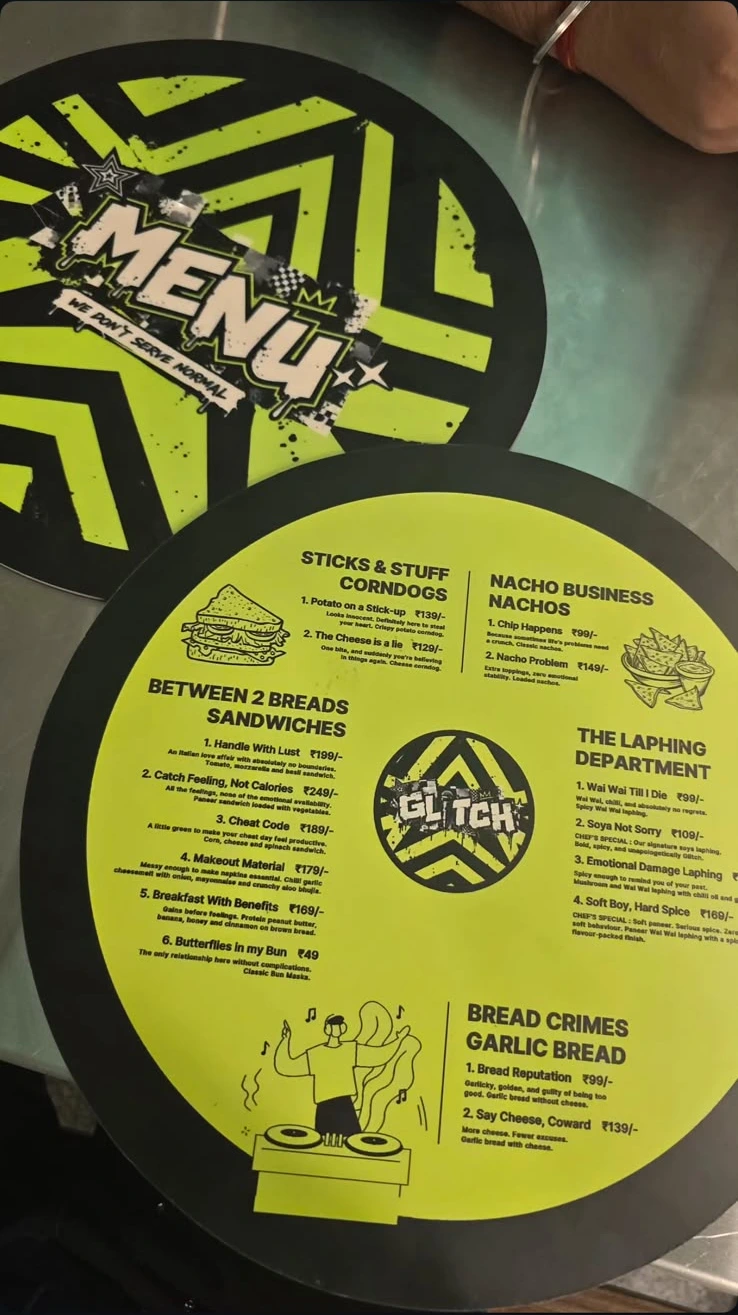 MENU
WE DON'T SERVE NORMAL
STICKS & STUFF
CORNDOGS
1. Potato on a Stick-up ₹139/-
Looks innocent. Definitely here to steal
your heart. Crispy potato corndog.
2. The Cheese is a lie ₹129/-
One bite, and suddenly you're believing
in things again. Cheese corndog.
NACHO BUSINESS
NACHOS
1. Chip Happens ₹99/-
Because sometimes life's problems need
a crunch. Classic nachos.
2. Nacho Problem ₹149/-
Extra toppings, zero emotional
stability. Loaded nachos.
BETWEEN 2 BREADS
SANDWICHES
1. Handle With Lust ₹199/-
An Italian love affair with absolutely no boundaries.
Tomato, mozzarella and basil sandwich.
2. Catch Feeling, Not Calories ₹249/-
All the feelings, none of the emotional availability.
Paneer sandwich loaded with vegetables.
3. Cheat Code ₹189/-
A little green to make your cheat day feel productive.
Corn, cheese and spinach sandwich.
4. Makeout Material ₹179/-
Messy enough to make napkins essential. Chilli garlic
cheesemelt with onion, mayonnaise and crunchy aloo bhujia.
5. Breakfast With Benefits ₹169/-
Gains before feelings. Protein peanut butter,
banana, honey and cinnamon on brown bread.
6. Butterflies in my Bun ₹49
The only relationship here without complications.
Classic Bun Maska.
GLITCH
THE LAPHING
DEPARTMENT
1. Wai Wai Till I Die ₹99/-
Wai Wai, chilli, and absolutely no regrets.
Spicy Wai Wai laphing.
2. Soya Not Sorry ₹109/-
CHEF'S SPECIAL : Our signature soya laphing.
Bold, spicy, and unapologetically Glitch.
3. Emotional Damage Laphing ₹
Spicy enough to remind you of your past.
Mushroom and Wai Wai laphing with chilli oil and
4. Soft Boy, Hard Spice ₹169/-
CHEF'S SPECIAL : Soft paneer. Serious spice. Zero
soft behaviour. Paneer Wai Wai laphing with a
flavour-packed finish.
BREAD CRIMES
GARLIC BREAD
1. Bread Reputation ₹99/-
Garlicky, golden, and guilty of being too
good. Garlic bread without cheese.
2. Say Cheese, Coward ₹139/-
More cheese. Fewer excuses.
Garlic bread with cheese.